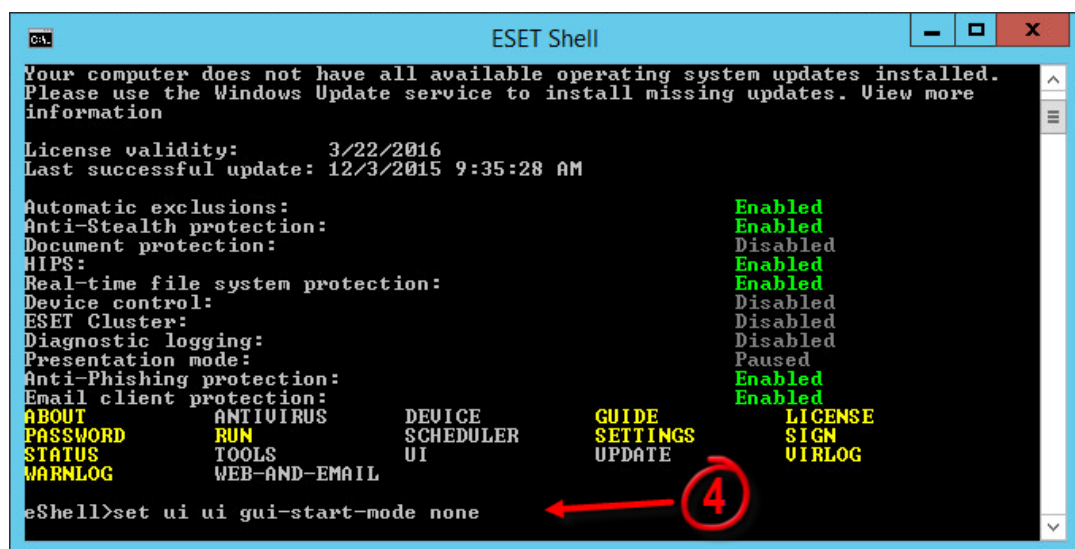 ESET Shell
Your computer does not have all available operating system updates installed.
Please use the Windows Update service to install missing updates. View more
information
License validity: 3/22/2016
Last successful update: 12/3/2015 9:35:28 AM
Automatic exclusions: Enabled
Anti-Stealth protection: Enabled
Document protection: Disabled
HIPS: Enabled
Real-time file system protection: Enabled
Device control: Disabled
ESET Cluster: Disabled
Diagnostic logging: Disabled
Presentation mode: Paused
Anti-Phishing protection: Enabled
Email client protection: Enabled
ABOUT ANTIVIRUS DEVICE GUIDE LICENSE
PASSWORD RUN SCHEDULER SETTINGS SIGN
STATUS TOOLS UI UPDATE VIRLOG
WARNLOG WEB-AND-EMAIL
4
eShell>set ui ui gui-start-mode none